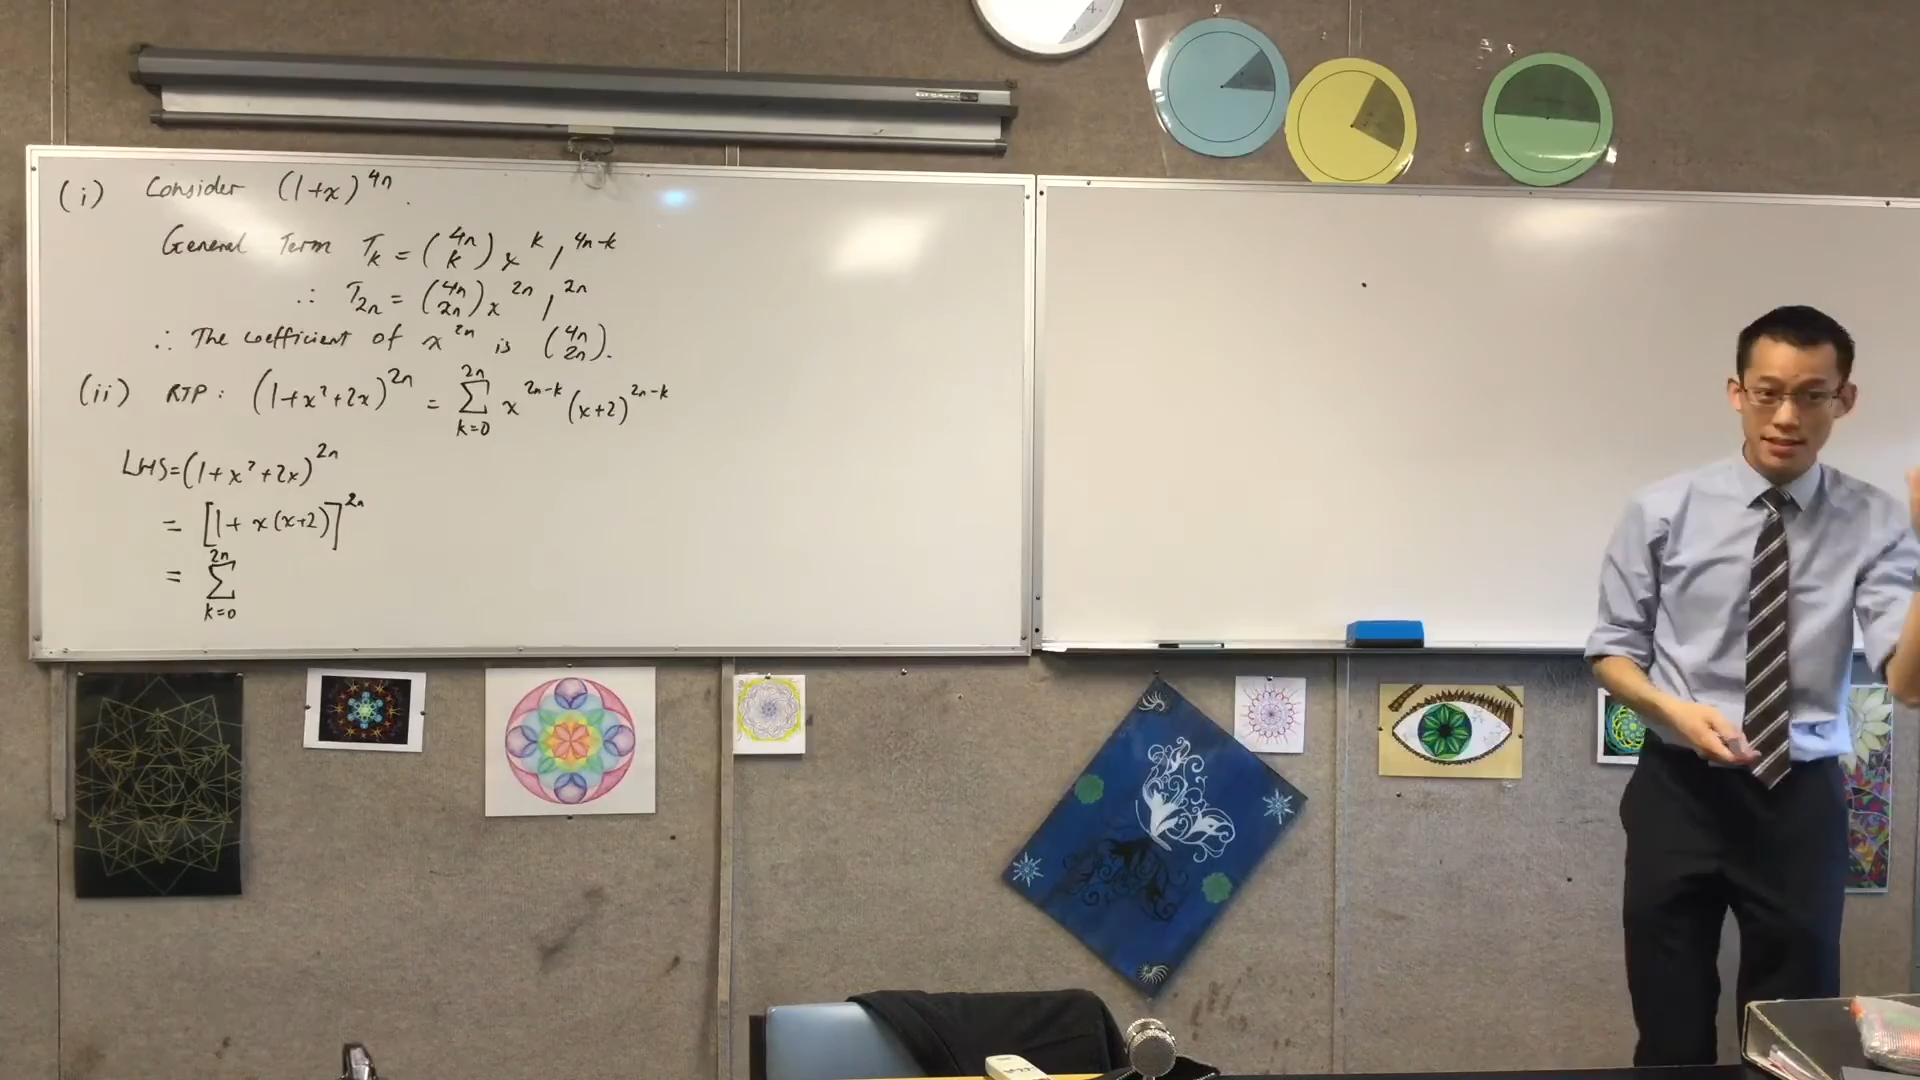 (i) Consider (1+x)^4n.
General Term T_k = (4n k) x^k 1^4n-k
∴ T_2n = (4n 2n) x^2n 1^2n
∴ The coefficient of x^2n is (4n 2n).
(ii) RTP: (1+x²+2x)^2n = 2n Σ k=0 x^2n-k (x+2)^2n-k
LHS=(1+x²+2x)^2n
= [1+ x(x+2)]^2n
= 2n Σ k=0